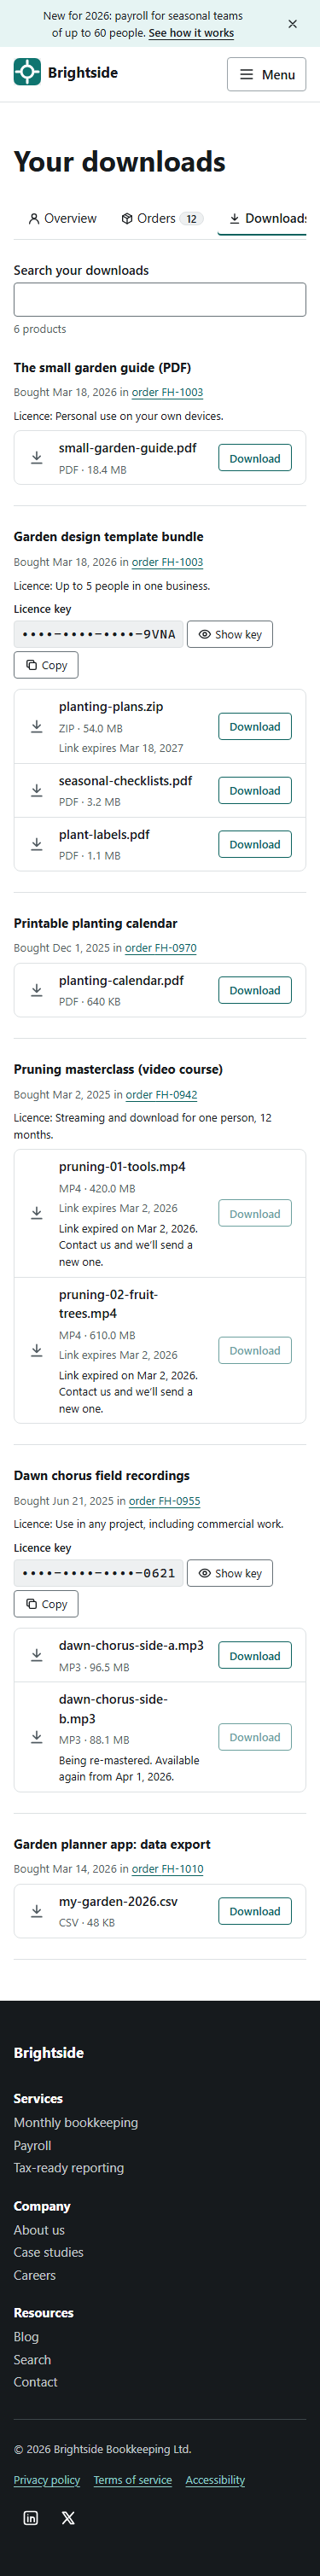 New for 2026: payroll for seasonal teams
of up to 60 people. See how it works
Brightside
Menu
Your downloads
Overview
Orders 12
Downloads
Search your downloads
6 products
The small garden guide (PDF)
Bought Mar 18, 2026 in order FH-1003
Licence: Personal use on your own devices.
small-garden-guide.pdf
PDF · 18.4 MB
Download
Garden design template bundle
Bought Mar 18, 2026 in order FH-1003
Licence: Up to 5 people in one business.
Licence key
••••-••••-••••-9VNA
Show key
Copy
planting-plans.zip
ZIP · 54.0 MB
Link expires Mar 18, 2027
Download
seasonal-checklists.pdf
PDF · 3.2 MB
Download
plant-labels.pdf
PDF · 1.1 MB
Download
Printable planting calendar
Bought Dec 1, 2025 in order FH-0970
planting-calendar.pdf
PDF · 640 KB
Download
Pruning masterclass (video course)
Bought Mar 2, 2025 in order FH-0942
Licence: Streaming and download for one person, 12
months.
pruning-01-tools.mp4
MP4 · 420.0 MB
Link expires Mar 2, 2026
Link expired on Mar 2, 2026.
Contact us and we’ll send a
new one.
Download
pruning-02-fruit-
trees.mp4
MP4 · 610.0 MB
Link expires Mar 2, 2026
Link expired on Mar 2, 2026.
Contact us and we’ll send a
new one.
Download
Dawn chorus field recordings
Bought Jun 21, 2025 in order FH-0955
Licence: Use in any project, including commercial work.
Licence key
••••-••••-••••-0621
Show key
Copy
dawn-chorus-side-a.mp3
MP3 · 96.5 MB
Download
dawn-chorus-side-
b.mp3
MP3 · 88.1 MB
Being re-mastered. Available
again from Apr 1, 2026.
Download
Garden planner app: data export
Bought Mar 14, 2026 in order FH-1010
my-garden-2026.csv
CSV · 48 KB
Download
Brightside
Services
Monthly bookkeeping
Payroll
Tax-ready reporting
Company
About us
Case studies
Careers
Resources
Blog
Search
Contact
© 2026 Brightside Bookkeeping Ltd.
Privacy policy
Terms of service
Accessibility